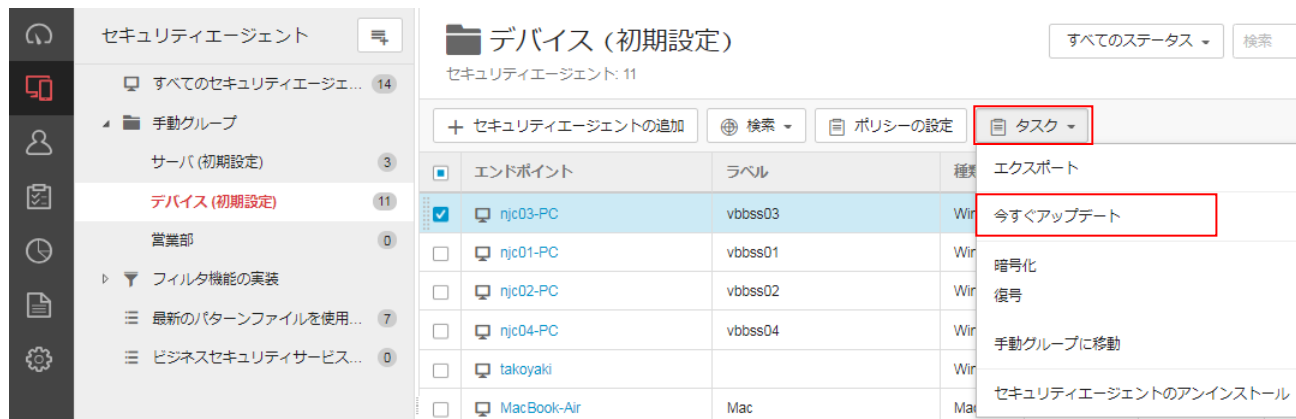 セキュリティエージェント
すべてのセキュリティエージェ... 14
手動グループ
サーバ (初期設定) 3
デバイス (初期設定) 11
営業部 0
フィルタ機能の実装
最新のパターンファイルを使用... 7
ビジネスセキュリティサービス... 0
デバイス (初期設定)
すべてのステータス
検索
セキュリティエージェント: 11
セキュリティエージェントの追加
検索
ポリシーの設定
タスク
エンドポイント ラベル 種
njc03-PC vbbss03 Wir
njc01-PC vbbss01 Wir
njc02-PC vbbss02 Wir
njc04-PC vbbss04 Wir
takoyaki Wir
MacBook-Air Mac Mac
エクスポート
今すぐアップデート
暗号化
復号
手動グループに移動
セキュリティエージェントのアンインストール